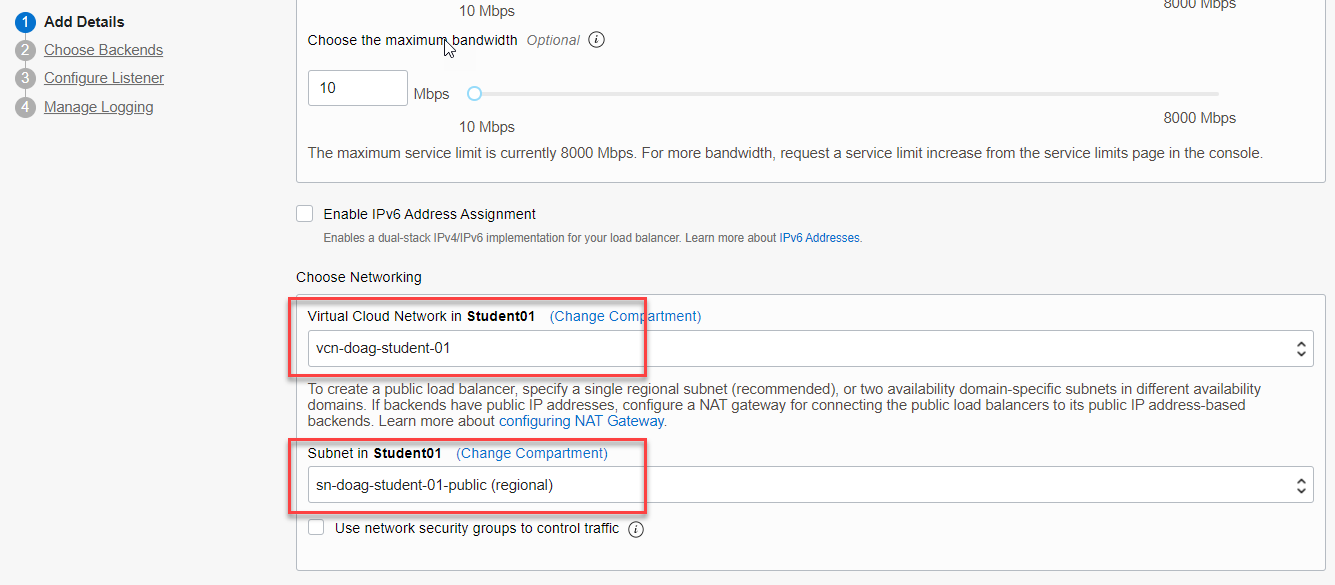 1 Add Details
2 Choose Backends
3 Configure Listener
4 Manage Logging
10 Mbps
8000 Mbps
Choose the maximum bandwidth Optional i
10 Mbps
10 Mbps
8000 Mbps
The maximum service limit is currently 8000 Mbps. For more bandwidth, request a service limit increase from the service limits page in the console.
Enable IPv6 Address Assignment
Enables a dual-stack IPv4/IPv6 implementation for your load balancer. Learn more about IPv6 Addresses.
Choose Networking
Virtual Cloud Network in Student01 (Change Compartment)
vcn-doag-student-01
To create a public load balancer, specify a single regional subnet (recommended), or two availability domain-specific subnets in different availability
domains. If backends have public IP addresses, configure a NAT gateway for connecting the public load balancers to its public IP address-based
backends. Learn more about configuring NAT Gateway.
Subnet in Student01 (Change Compartment)
sn-doag-student-01-public (regional)
Use network security groups to control traffic i